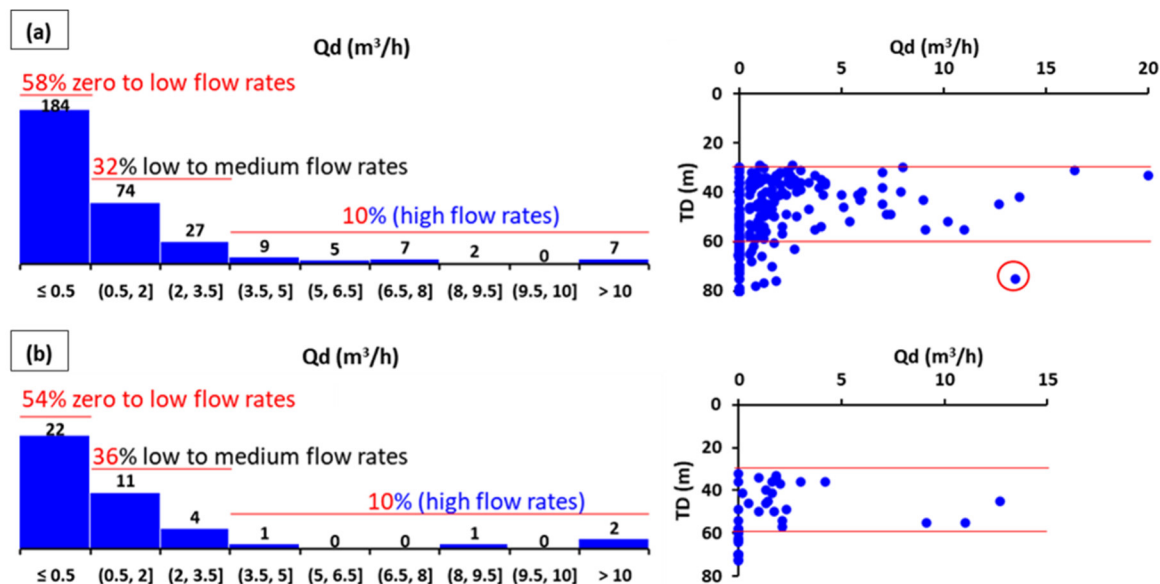 (a)
Qd (m³/h)
58% zero to low flow rates
184
32% low to medium flow rates
74
10% (high flow rates)
27
9
5
7
2
0
7
≤ 0.5 (0.5, 2] (2, 3.5] (3.5, 5] (5, 6.5] (6.5, 8] (8, 9.5] (9.5, 10] > 10
Qd (m³/h)
0 5 10 15 20
0
20
40
60
80
TD (m)
(b)
Qd (m³/h)
54% zero to low flow rates
22
36% low to medium flow rates
11
10% (high flow rates)
4
1
0
0
1
0
2
≤ 0.5 (0.5, 2] (2, 3.5] (3.5, 5] (5, 6.5] (6.5, 8] (8, 9.5] (9.5, 10] > 10
Qd (m³/h)
0 5 10 15
0
20
40
60
80
TD (m)